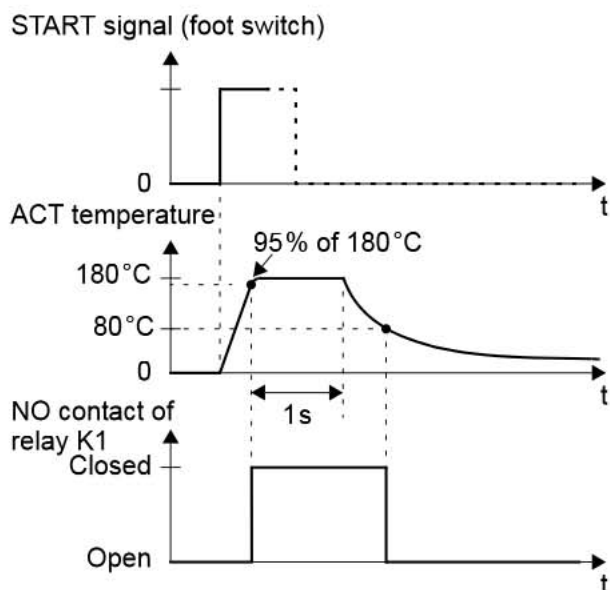 START signal (foot switch)
0
t
ACT temperature
95% of 180°C
180°C
80°C
0
t
1s
NO contact of
relay K1
Closed
Open
t